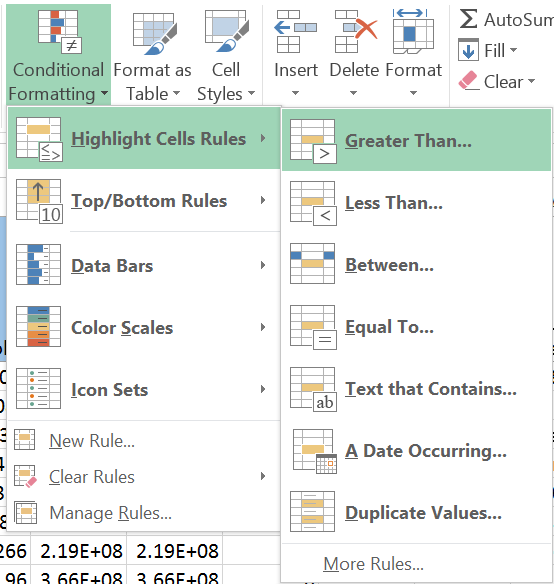 Conditional
Formatting
Format as
Table
Cell
Styles
Insert
Delete
Format
Σ AutoSum
Fill
Clear
Highlight Cells Rules
Top/Bottom Rules
Data Bars
Color Scales
Icon Sets
New Rule...
Clear Rules
Manage Rules...
Greater Than...
Less Than...
Between...
Equal To...
Text that Contains...
A Date Occurring...
Duplicate Values...
More Rules...
266 2.19E+08 2.19E+08
96 3.66E+08 3.66E+08